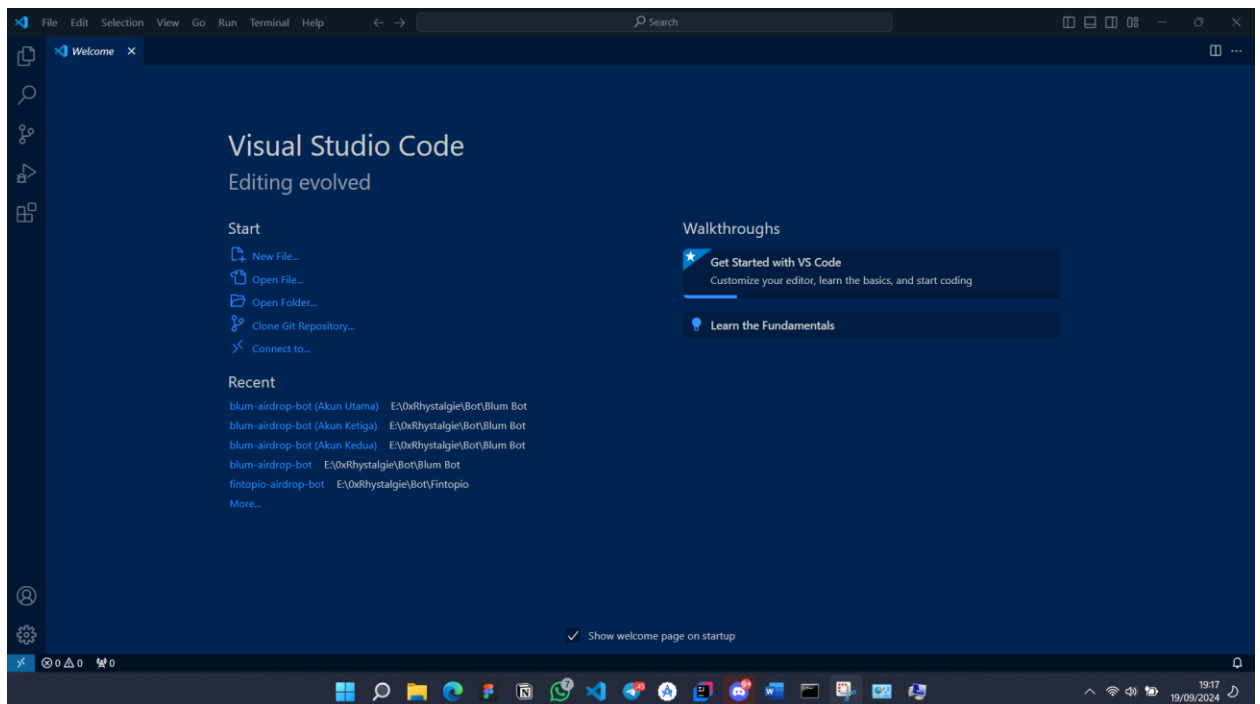 File Edit Selection View Go Run Terminal Help Search
Welcome
Visual Studio Code
Editing evolved
Start
New File...
Open File...
Open Folder...
Clone Git Repository...
Connect to...
Recent
blum-airdrop-bot (Akun Utama) E:\0xRhystalgie\Bot\Blum Bot
blum-airdrop-bot (Akun Ketiga) E:\0xRhystalgie\Bot\Blum Bot
blum-airdrop-bot (Akun Kedua) E:\0xRhystalgie\Bot\Blum Bot
blum-airdrop-bot E:\0xRhystalgie\Bot\Blum Bot
fintopio-airdrop-bot E:\0xRhystalgie\Bot\Fintopio
More...
Walkthroughs
Get Started with VS Code
Customize your editor, learn the basics, and start coding
Learn the Fundamentals
Show welcome page on startup
0 0 0
7
45
9+
19:17
19/09/2024